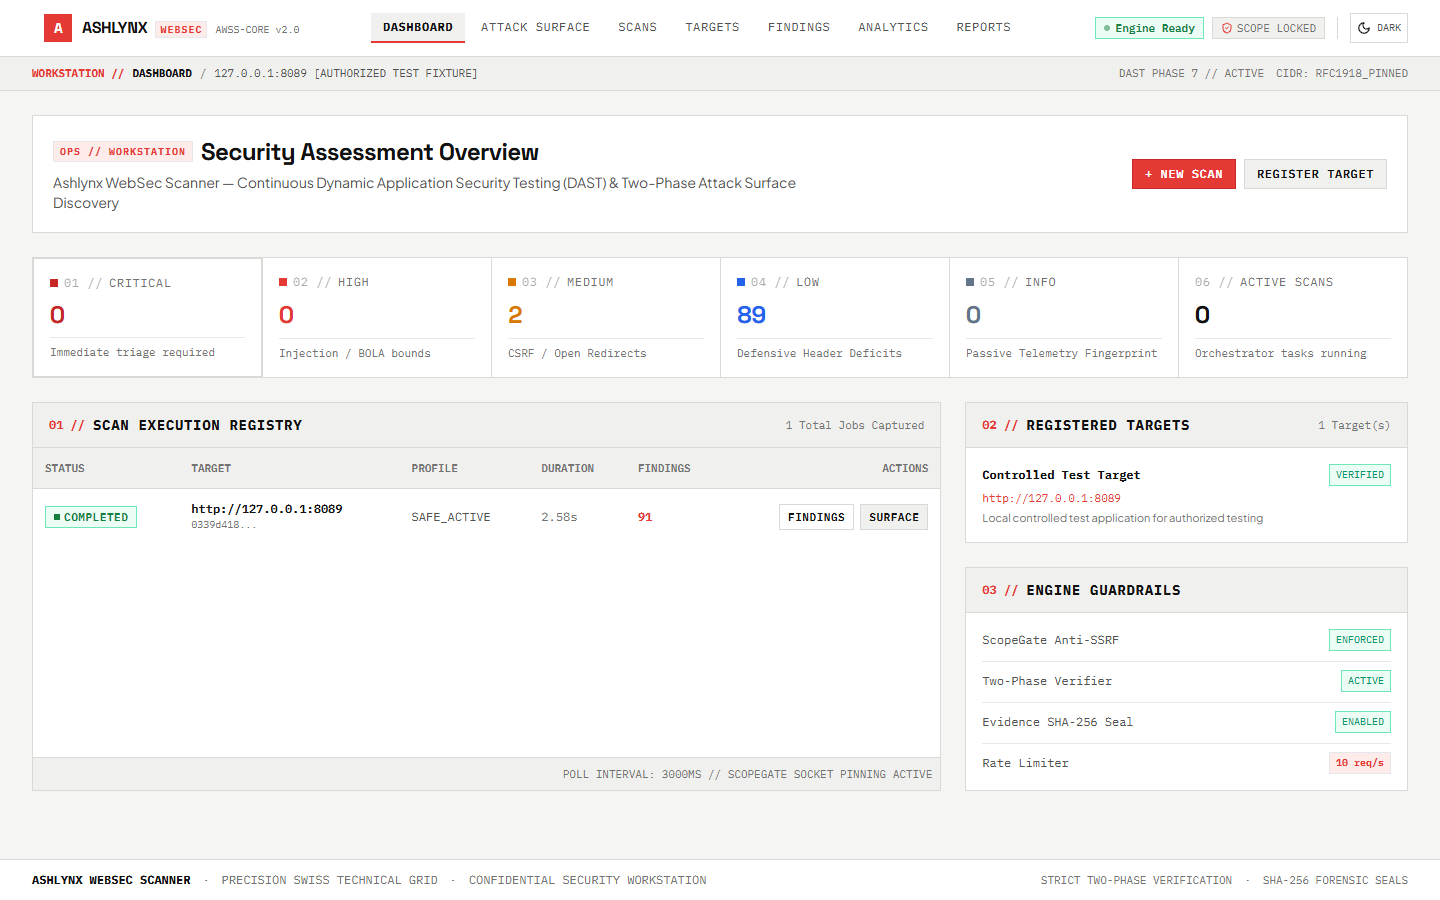 A ASHLYNX WEBSEC AWSS-CORE v2.0 DASHBOARD ATTACK SURFACE SCANS TARGETS FINDINGS ANALYTICS REPORTS Engine Ready SCOPE LOCKED DARK
WORKSTATION // DASHBOARD / 127.0.0.1:8089 [AUTHORIZED TEST FIXTURE] DAST PHASE 7 // ACTIVE CIDR: RFC1918_PINNED
OPS // WORKSTATION Security Assessment Overview
Ashlynx WebSec Scanner — Continuous Dynamic Application Security Testing (DAST) & Two-Phase Attack Surface
Discovery
+ NEW SCAN REGISTER TARGET
01 // CRITICAL
0
Immediate triage required
02 // HIGH
0
Injection / BOLA bounds
03 // MEDIUM
2
CSRF / Open Redirects
04 // LOW
89
Defensive Header Deficits
05 // INFO
0
Passive Telemetry Fingerprint
06 // ACTIVE SCANS
0
Orchestrator tasks running
01 // SCAN EXECUTION REGISTRY 1 Total Jobs Captured
STATUS TARGET PROFILE DURATION FINDINGS ACTIONS
COMPLETED http://127.0.0.1:8089 SAFE_ACTIVE 2.58s 91 FINDINGS SURFACE
0339d418...
POLL INTERVAL: 3000MS // SCOPEGATE SOCKET PINNING ACTIVE
02 // REGISTERED TARGETS 1 Target(s)
Controlled Test Target VERIFIED
http://127.0.0.1:8089
Local controlled test application for authorized testing
03 // ENGINE GUARDRAILS
ScopeGate Anti-SSRF ENFORCED
Two-Phase Verifier ACTIVE
Evidence SHA-256 Seal ENABLED
Rate Limiter 10 req/s
ASHLYNX WEBSEC SCANNER · PRECISION SWISS TECHNICAL GRID · CONFIDENTIAL SECURITY WORKSTATION STRICT TWO-PHASE VERIFICATION · SHA-256 FORENSIC SEALS